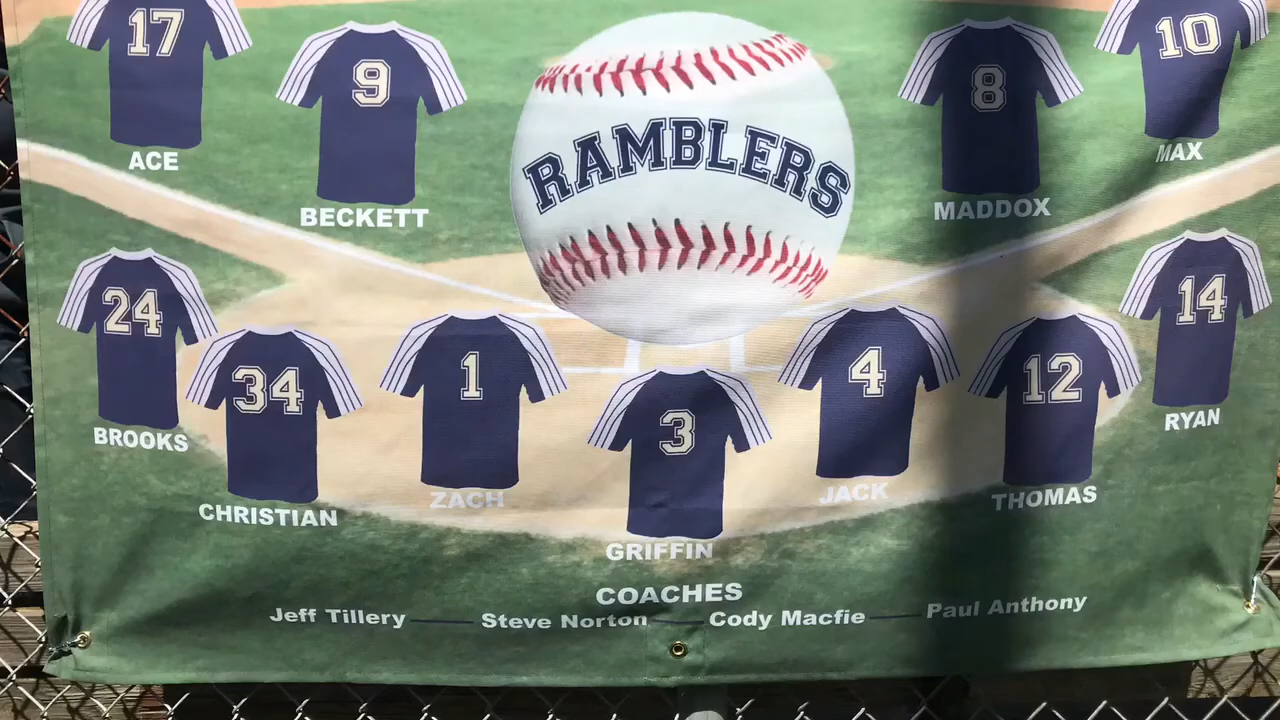 17
ACE
9
BECKETT
RAMBLERS
8
MADDOX
10
MAX
24
BROOKS
34
CHRISTIAN
1
ZACH
3
GRIFFIN
4
JACK
12
THOMAS
14
RYAN
COACHES
Jeff Tillery — Steve Norton — Cody Macfie — Paul Anthony